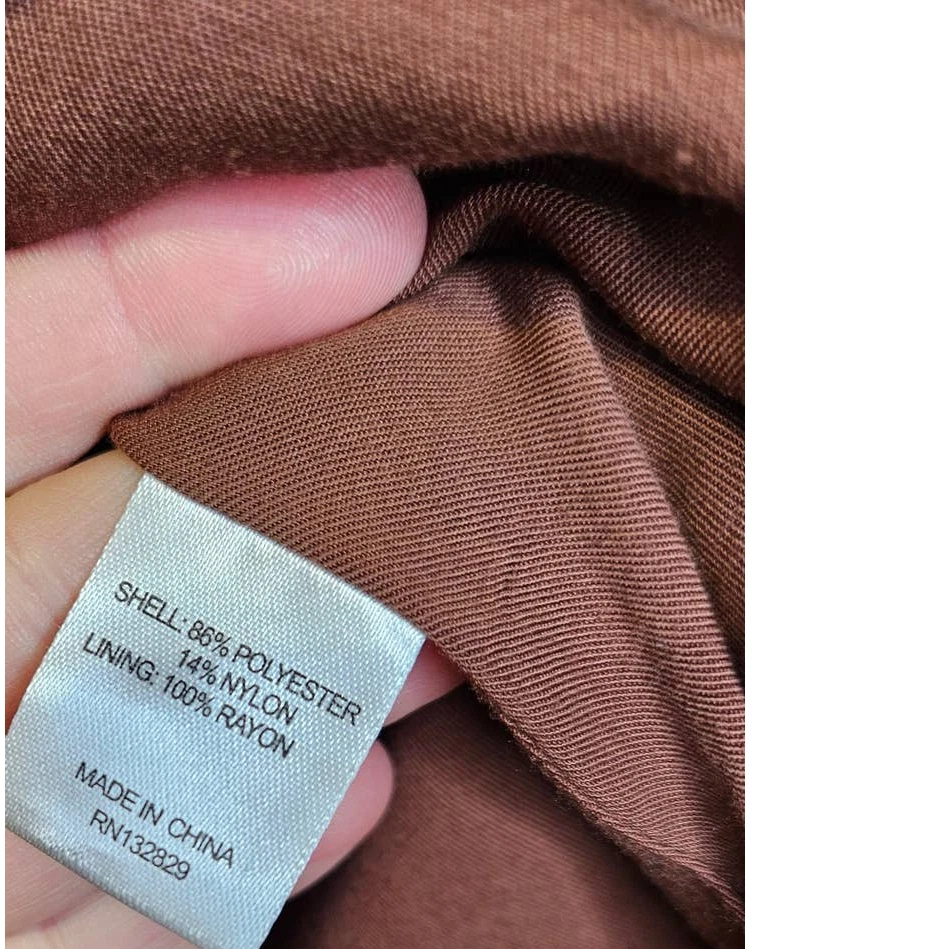 SHELL: 86% POLYESTER
14% NYLON
LINING: 100% RAYON
MADE IN CHINA
RN132829